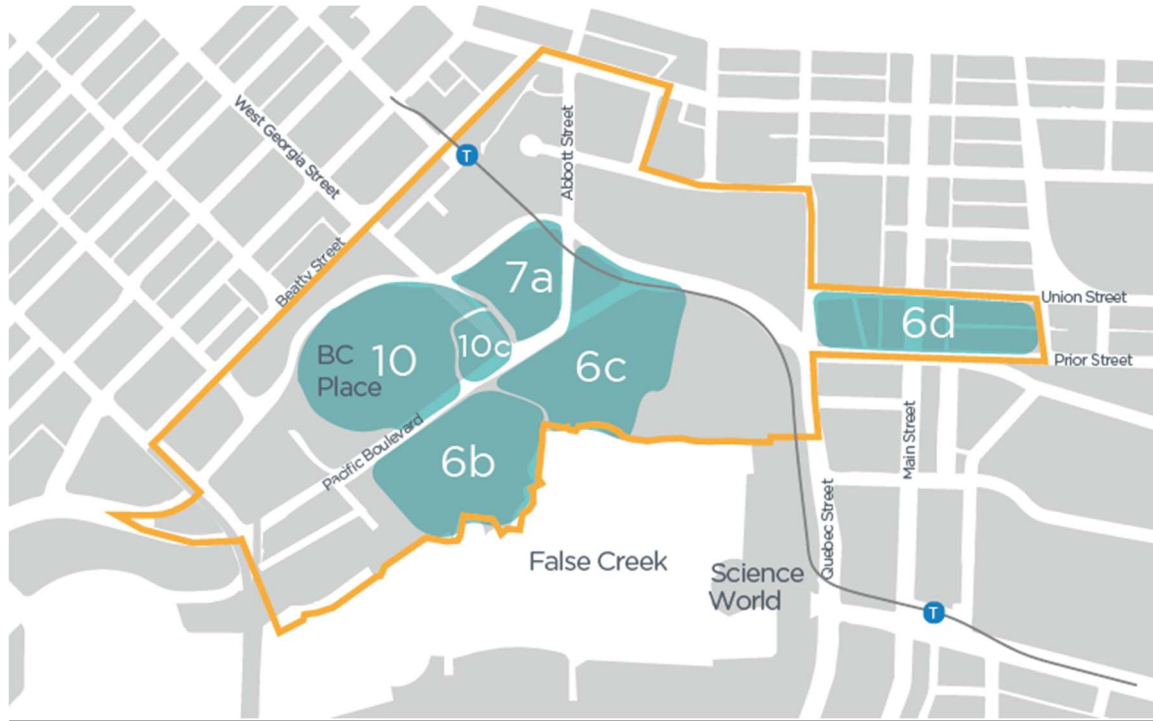 West Georgia Street
Abbott Street
T
Beatty Street
7a
Union Street
6d
Prior Street
10c
BC
Place
10
6c
Pacific Boulevard
Main Street
6b
Quebec Street
False Creek
Science
World
T